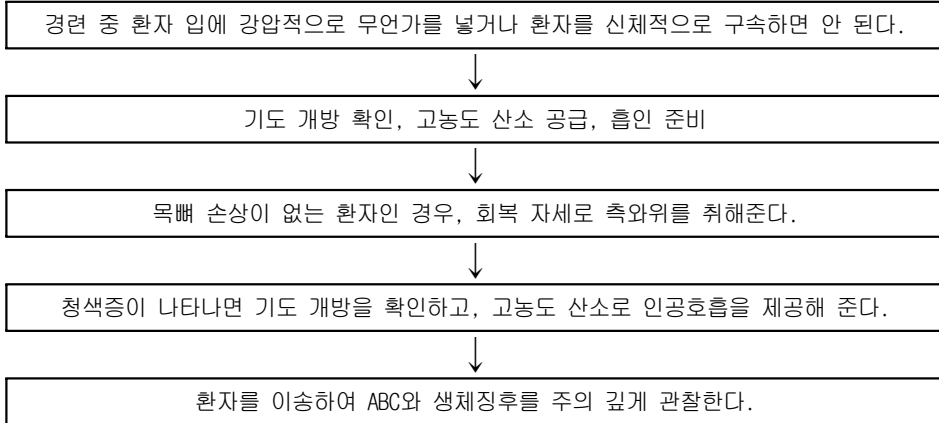 경련 중 환자 입에 강압적으로 무언가를 넣거나 환자를 신체적으로 구속하면 안 된다.
기도 개방 확인, 고농도 산소 공급, 흡인 준비
목뼈 손상이 없는 환자인 경우, 회복 자세로 측와위를 취해준다.
청색증이 나타나면 기도 개방을 확인하고, 고농도 산소로 인공호흡을 제공해 준다.
환자를 이송하여 ABC와 생체징후를 주의 깊게 관찰한다.